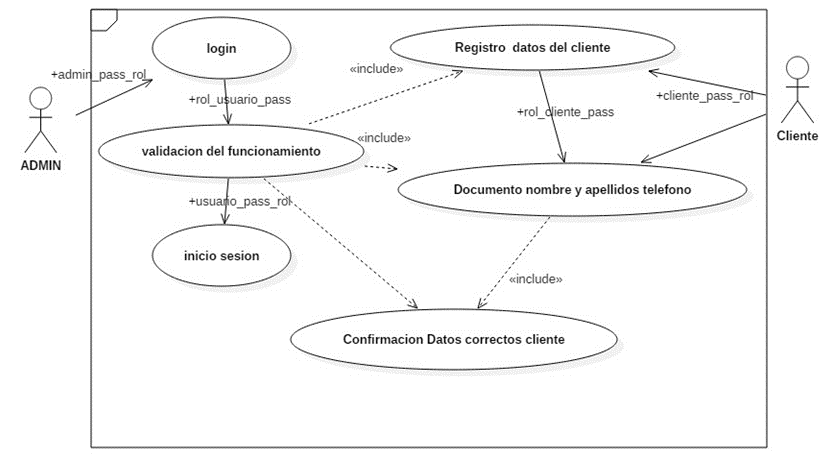 login
Registro datos del cliente
«include»
+admin_pass_rol
+rol_usuario_pass
+rol_cliente_pass
+cliente_pass_rol
ADMIN
Cliente
«include»
validacion del funcionamiento
Documento nombre y apellidos telefono
+usuario_pass_rol
inicio sesion
«include»
Confirmacion Datos correctos cliente